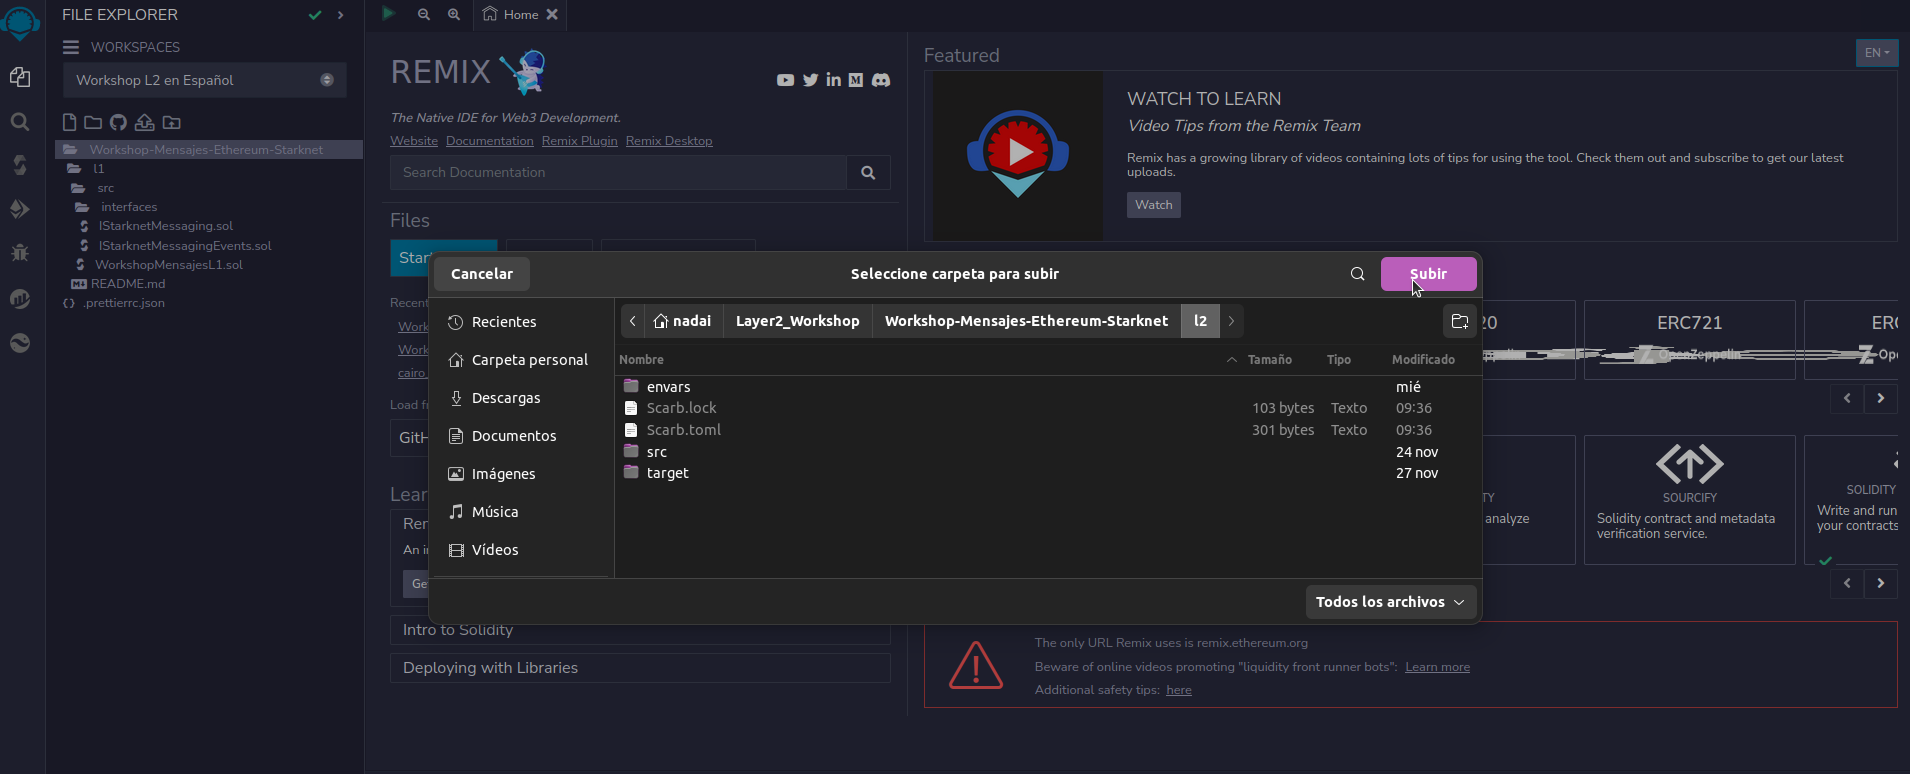 FILE EXPLORER
WORKSPACES
Workshop L2 en Español
Workshop-Mensajes-Ethereum-Starknet
l1
src
interfaces
IStarknetMessaging.sol
IStarknetMessagingEvents.sol
WorkshopMensajesL1.sol
README.md
.prettierrc.json
Home
REMIX
The Native IDE for Web3 Development.
Website Documentation Remix Plugin Remix Desktop
Search Documentation
Files
Star
Recent
Work
Work
cairo_
Load fr
GitH
Lear
Rem
An i
Ge
Intro to Solidity
Deploying with Libraries
Cancelar
Seleccione carpeta para subir
Subir
Recientes
Carpeta personal
Descargas
Documentos
Imágenes
Música
Vídeos
nadai Layer2_Workshop Workshop-Mensajes-Ethereum-Starknet l2
Nombre Tamaño Tipo Modificado
envars mié
Scarb.lock 103 bytes Texto 09:36
Scarb.toml 301 bytes Texto 09:36
src 24 nov
target 27 nov
Todos los archivos
Featured
EN
WATCH TO LEARN
Video Tips from the Remix Team
Remix has a growing library of videos containing lots of tips for using the tool. Check them out and subscribe to get our latest
uploads.
Watch
20
ERC721
OpenZeppelin
ERC
Ope
TY
analyze
SOURCIFY
Solidity contract and metadata
verification service.
SOLIDITY
Write and run
your contracts
The only URL Remix uses is remix.ethereum.org
Beware of online videos promoting "liquidity front runner bots": Learn more
Additional safety tips: here